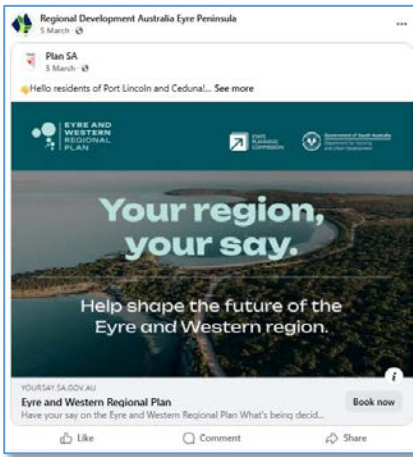 Regional Development Australia Eyre Peninsula
5 March ·
Plan SA
5 March ·
👋Hello residents of Port Lincoln and Ceduna!... See more
EYRE AND
WESTERN
REGIONAL
PLAN
STATE
PLANNING
COMMISSION
Government of South Australia
Department for Housing
and Urban Development
Your region,
your say.
Help shape the future of the
Eyre and Western region.
YOURSAY.SA.GOV.AU
Eyre and Western Regional Plan
Have your say on the Eyre and Western Regional Plan What's being decid...
Book now
Like
Comment
Share